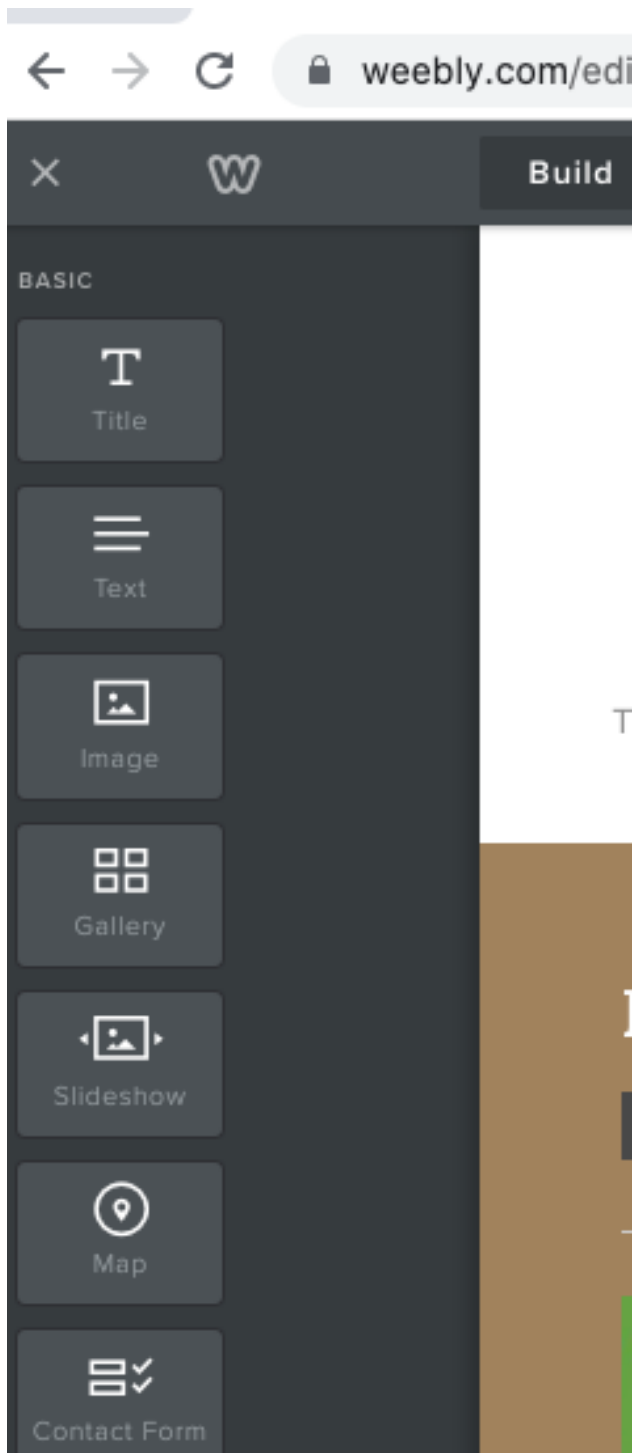 weebly.com/edi
Build
BASIC
Title
Text
Image
T
Gallery
Slideshow
Map
Contact Form